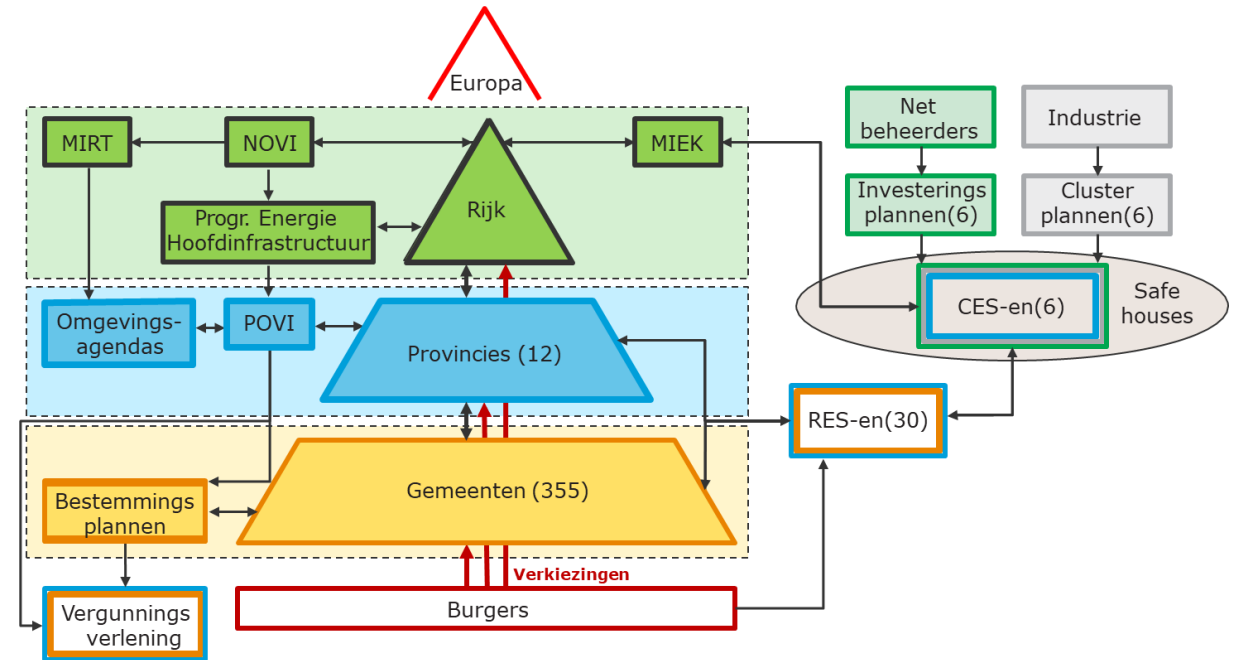 Europa
MIRT
NOVI
MIEK
Net
beheerders
Industrie
Progr. Energie
Hoofdinfrastructuur
Rijk
Investerings
plannen(6)
Cluster
plannen(6)
Omgevings-
agendas
POVI
Provincies (12)
CES-en(6)
Safe
houses
RES-en(30)
Bestemmings
plannen
Gemeenten (355)
Verkiezingen
Burgers
Vergunnings
verlening